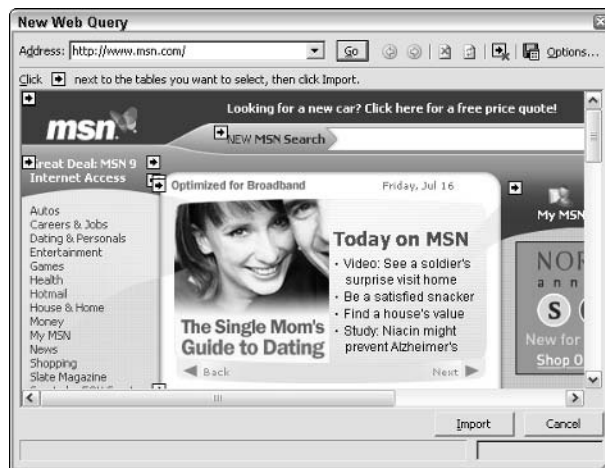 New Web Query
Address: http://www.msn.com/ Go Options...
Click next to the tables you want to select, then click Import.
Looking for a new car? Click here for a free price quote!
msn
NEW MSN Search
Great Deal: MSN 9
Internet Access
Optimized for Broadband Friday, Jul 16
My MSN
Autos
Careers & Jobs
Dating & Personals
Entertainment
Games
Health
Hotmail
House & Home
Money
My MSN
News
Shopping
Slate Magazine
Today on MSN
• Video: See a soldier's
surprise visit home
• Be a satisfied snacker
• Find a house's value
• Study: Niacin might
prevent Alzheimer's
The Single Mom's
Guide to Dating
Back Next
NOR
ann
S
New for
Shop O
Import Cancel